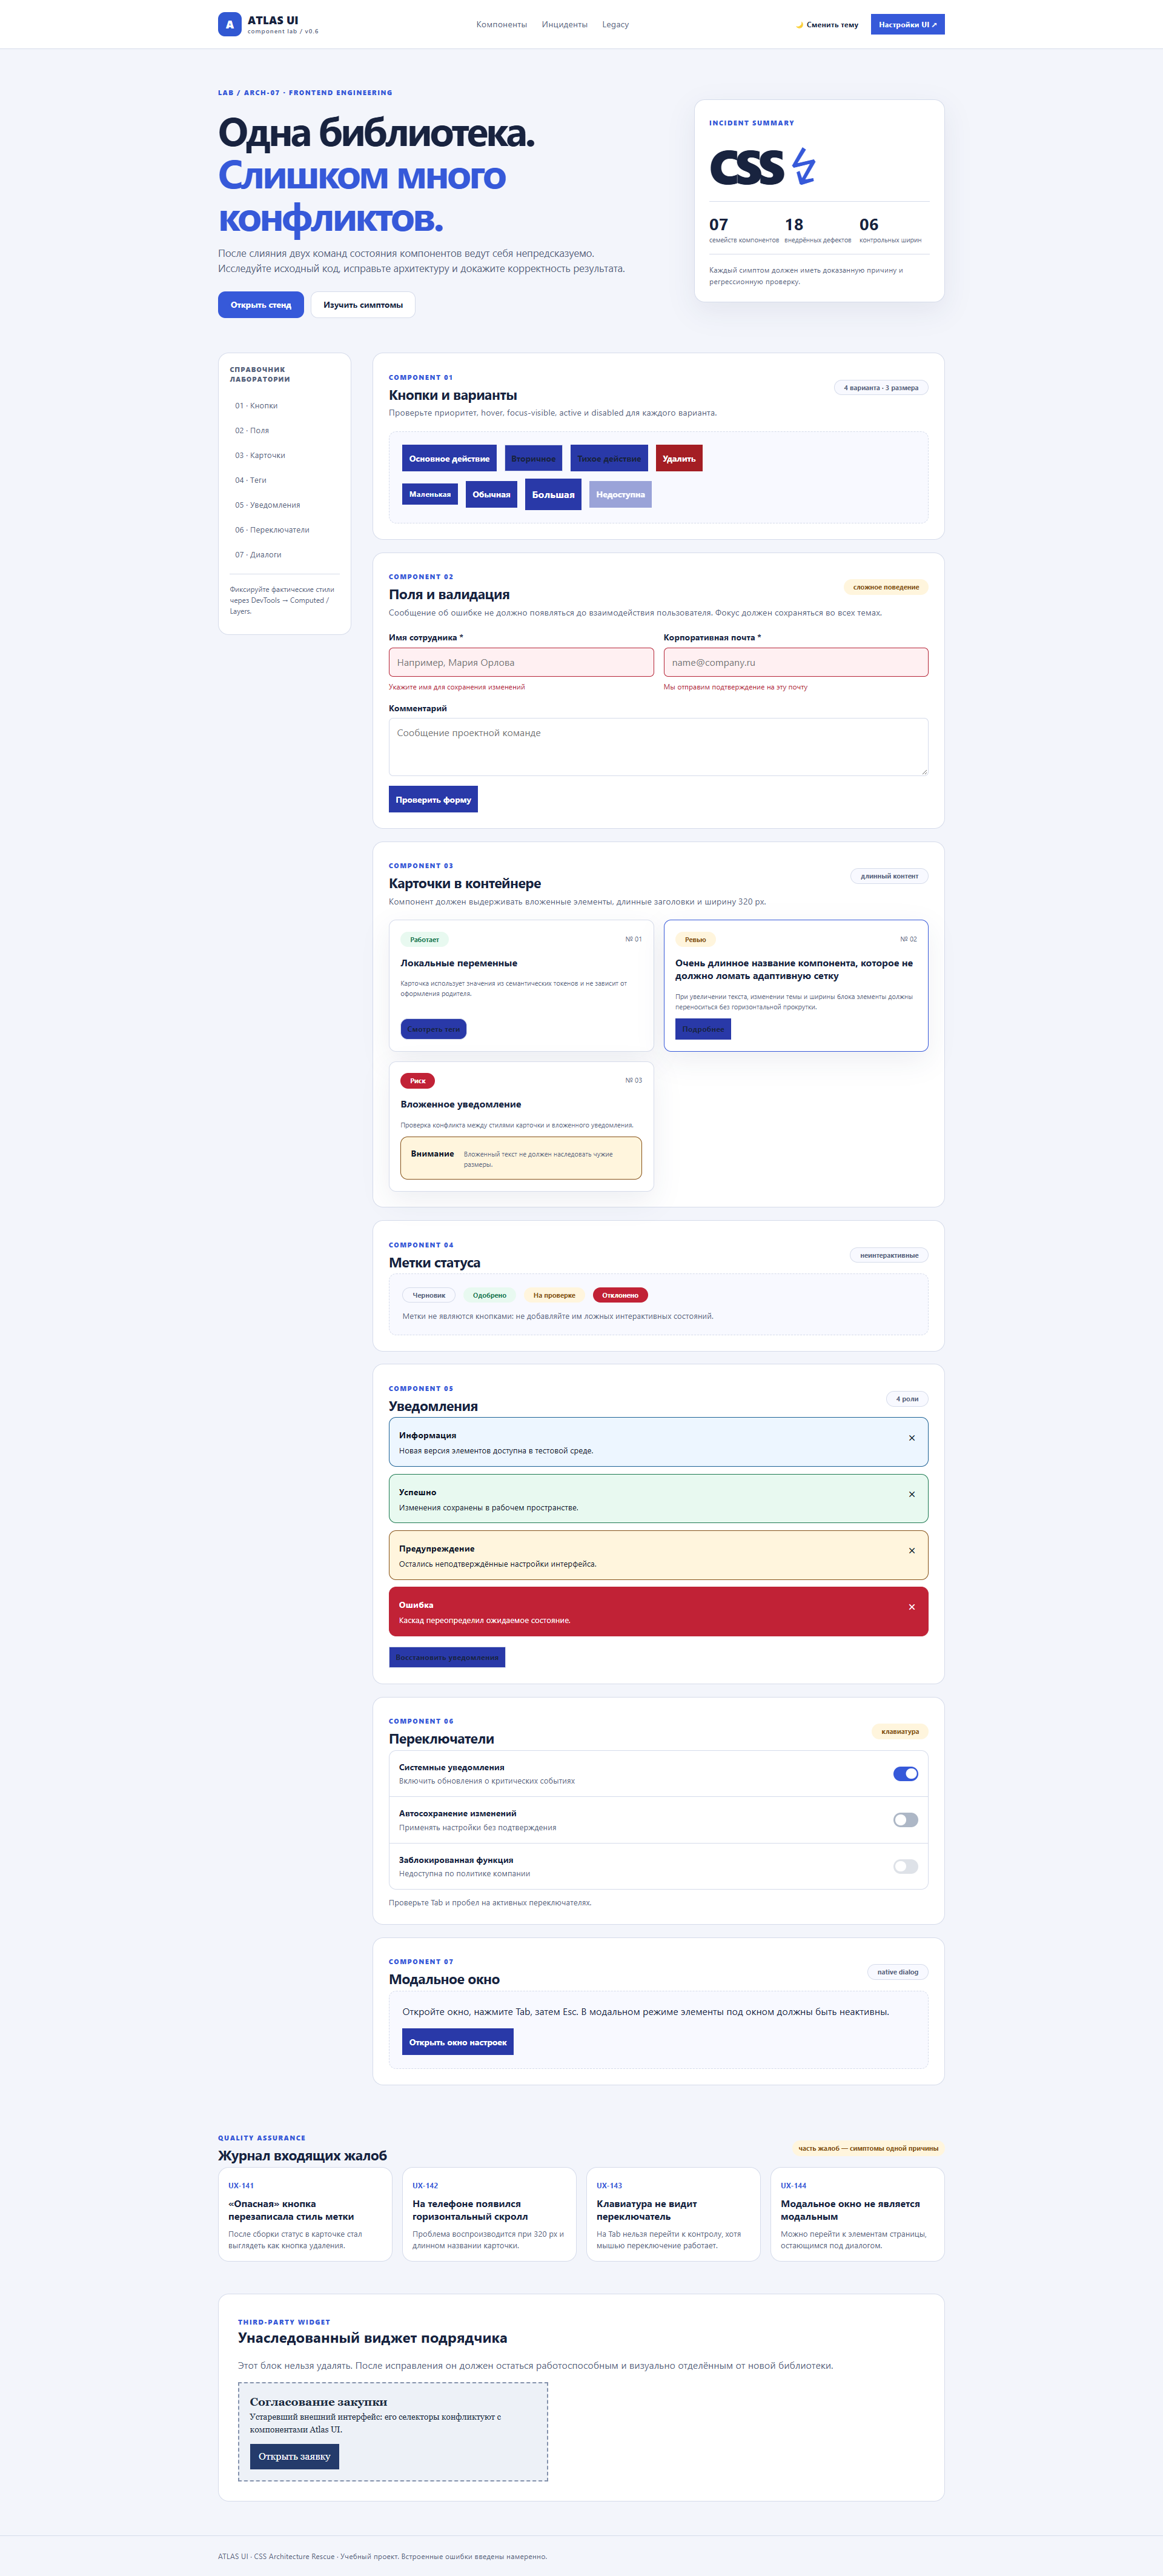 A
ATLAS UI
component lab / v0.6
Компоненты
Инциденты
Legacy
🌙 Сменить тему
Настройки UI ↗
LAB / ARCH-07 · FRONTEND ENGINEERING
Одна библиотека.
Слишком много
конфликтов.
После слияния двух команд состояния компонентов ведут себя непредсказуемо.
Исследуйте исходный код, исправьте архитектуру и докажите корректность результата.
Открыть стенд
Изучить симптомы
INCIDENT SUMMARY
CSS↯
07
семейств компонентов
18
внедрённых дефектов
06
контрольных ширин
Каждый симптом должен иметь доказанную причину и
регрессионную проверку.
СПРАВОЧНИК
ЛАБОРАТОРИИ
01 · Кнопки
02 · Поля
03 · Карточки
04 · Теги
05 · Уведомления
06 · Переключатели
07 · Диалоги
Фиксируйте фактические стили
через DevTools → Computed /
Layers.
COMPONENT 01
Кнопки и варианты
Проверьте приоритет, hover, focus-visible, active и disabled для каждого варианта.
4 варианта · 3 размера
Основное действие
Вторичное
Тихое действие
Удалить
Маленькая
Обычная
Большая
Недоступна
COMPONENT 02
Поля и валидация
Сообщение об ошибке не должно появляться до взаимодействия пользователя. Фокус должен сохраняться во всех темах.
сложное поведение
Имя сотрудника *
Например, Мария Орлова
Укажите имя для сохранения изменений
Корпоративная почта *
name@company.ru
Мы отправим подтверждение на эту почту
Комментарий
Сообщение проектной команде
Проверить форму
COMPONENT 03
Карточки в контейнере
Компонент должен выдерживать вложенные элементы, длинные заголовки и ширину 320 px.
длинный контент
Работает
№ 01
Локальные переменные
Карточка использует значения из семантических токенов и не зависит от
оформления родителя.
Смотреть теги
Ревью
№ 02
Очень длинное название компонента, которое не
должно ломать адаптивную сетку
При увеличении текста, изменении темы и ширины блока элементы должны
переноситься без горизонтальной прокрутки.
Подробнее
Риск
№ 03
Вложенное уведомление
Проверка конфликта между стилями карточки и вложенного уведомления.
Внимание
Вложенный текст не должен наследовать чужие
размеры.
COMPONENT 04
Метки статуса
неинтерактивные
Черновик
Одобрено
На проверке
Отклонено
Метки не являются кнопками: не добавляйте им ложных интерактивных состояний.
COMPONENT 05
Уведомления
4 роли
Информация
Новая версия элементов доступна в тестовой среде.
×
Успешно
Изменения сохранены в рабочем пространстве.
×
Предупреждение
Остались неподтверждённые настройки интерфейса.
×
Ошибка
Каскад переопределил ожидаемое состояние.
×
Восстановить уведомления
COMPONENT 06
Переключатели
клавиатура
Системные уведомления
Включить обновления о критических событиях
Автосохранение изменений
Применять настройки без подтверждения
Заблокированная функция
Недоступна по политике компании
Проверьте Tab и пробел на активных переключателях.
COMPONENT 07
Модальное окно
native dialog
Откройте окно, нажмите Tab, затем Esc. В модальном режиме элементы под окном должны быть неактивны.
Открыть окно настроек
QUALITY ASSURANCE
Журнал входящих жалоб
часть жалоб — симптомы одной причины
UX-141
«Опасная» кнопка
перезаписала стиль метки
После сборки статус в карточке стал
выглядеть как кнопка удаления.
UX-142
На телефоне появился
горизонтальный скролл
Проблема воспроизводится при 320 px и
длинном названии карточки.
UX-143
Клавиатура не видит
переключатель
На Tab нельзя перейти к контролу, хотя
мышью переключение работает.
UX-144
Модальное окно не является
модальным
Можно перейти к элементам страницы,
остающимся под диалогом.
THIRD-PARTY WIDGET
Унаследованный виджет подрядчика
Этот блок нельзя удалять. После исправления он должен остаться работоспособным и визуально отделённым от новой библиотеки.
Согласование закупки
Устаревший внешний интерфейс: его селекторы конфликтуют с
компонентами Atlas UI.
Открыть заявку
ATLAS UI · CSS Architecture Rescue · Учебный проект. Встроенные ошибки введены намеренно.